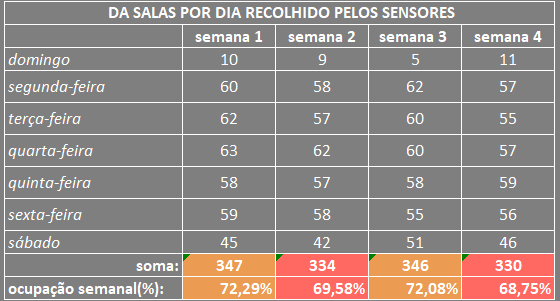 DA SALAS POR DIA RECOLHIDO PELOS SENSORES
semana 1 semana 2 semana 3 semana 4
domingo 10 9 5 11
segunda-feira 60 58 62 57
terça-feira 62 57 60 55
quarta-feira 63 62 60 57
quinta-feira 58 57 58 59
sexta-feira 59 58 55 56
sábado 45 42 51 46
soma: 347 334 346 330
ocupação semanal(%): 72,29% 69,58% 72,08% 68,75%